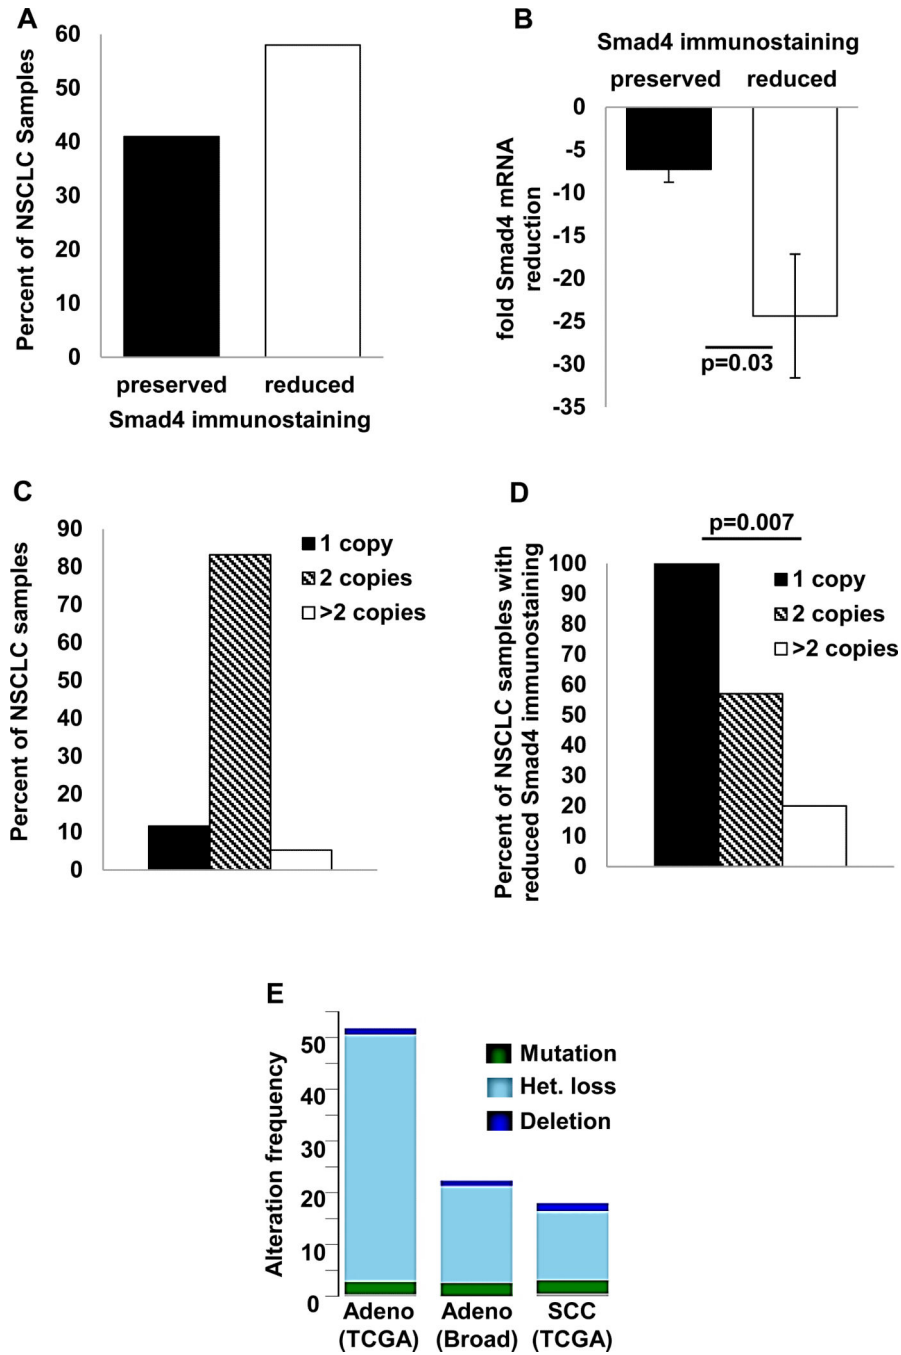 A
Percent of NSCLC Samples
60
50
40
30
20
10
0
preserved
reduced
Smad4 immunostaining
B
Smad4 immunostaining
preserved
reduced
fold Smad4 mRNA
reduction
0
-5
-10
-15
-20
-25
-30
-35
p=0.03
C
Percent of NSCLC samples
90
80
70
60
50
40
30
20
10
0
1 copy
2 copies
>2 copies
D
p=0.007
Percent of NSCLC samples with
reduced Smad4 immunostaining
100
90
80
70
60
50
40
30
20
10
0
1 copy
2 copies
>2 copies
E
Alteration frequency
50
40
30
20
10
0
Mutation
Het. loss
Deletion
Adeno
(TCGA)
Adeno
(Broad)
SCC
(TCGA)